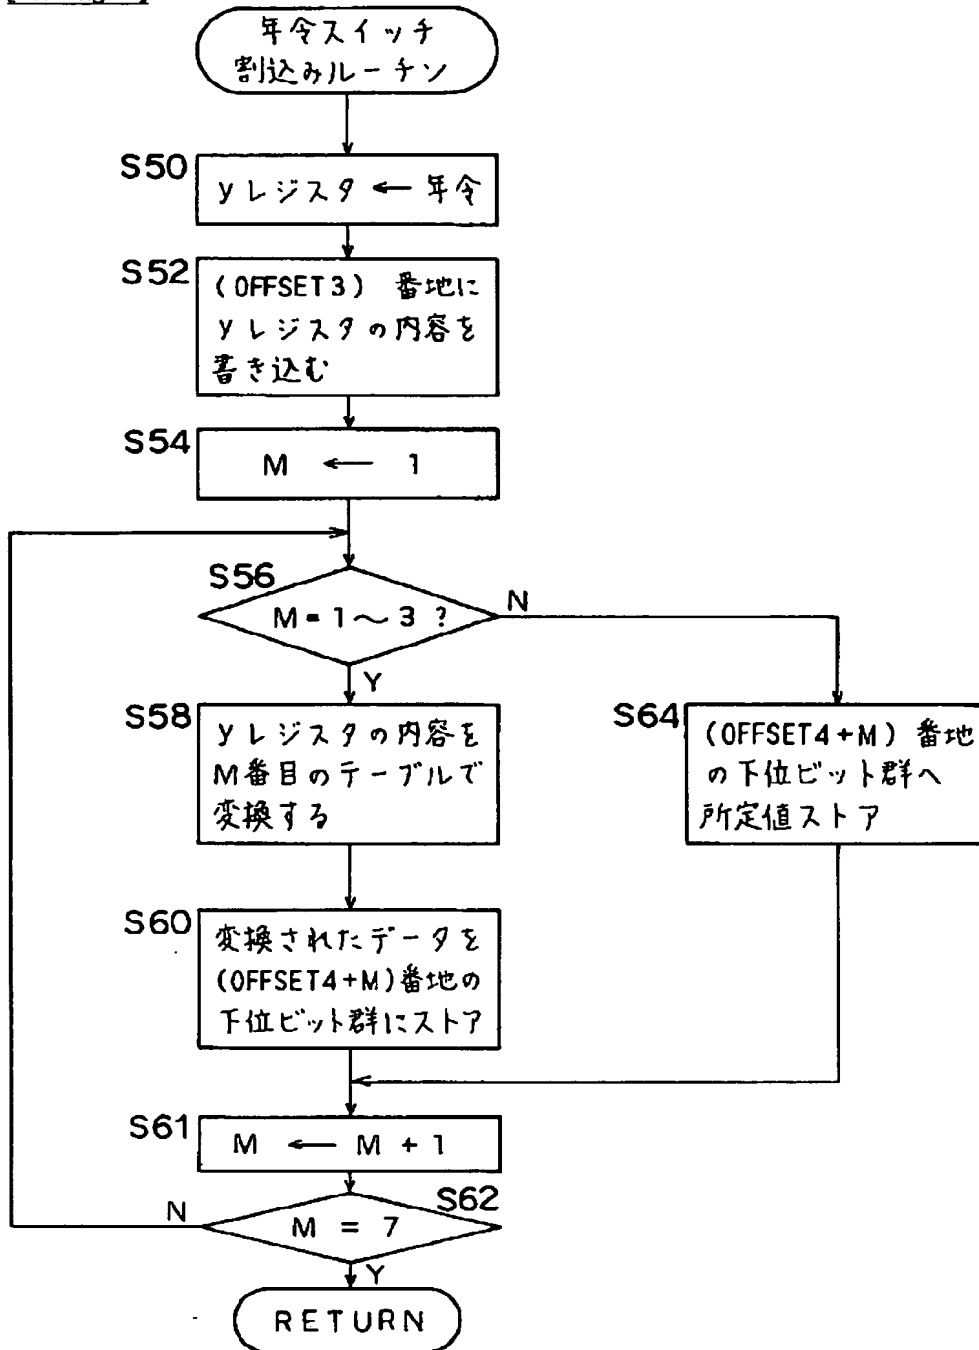 年令スイッチ
割込みルーチン
S50
yレジスタ ← 年令
S52
(OFFSET3) 番地に
yレジスタの内容を
書き込む
S54
M ← 1
S56
M = 1〜3 ?
N
Y
S58
yレジスタの内容を
M番目のテーブルで
変換する
S64
(OFFSET4+M) 番地
の下位ビット群へ
所定値ストア
S60
変換されたデータを
(OFFSET4+M)番地の
下位ビット群にストア
S61
M ← M + 1
S62
M = 7
N
Y
RETURN